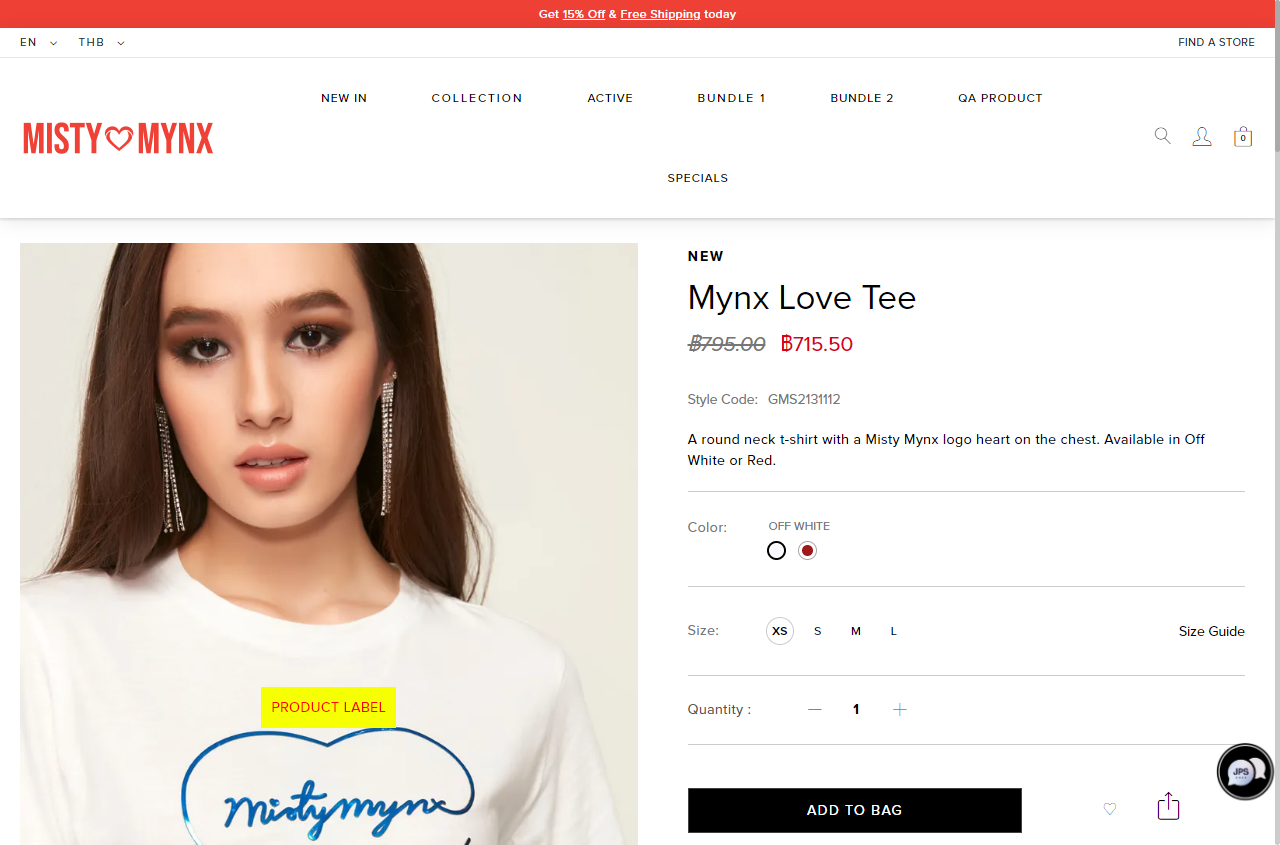 Get 15% Off & Free Shipping today
EN THB FIND A STORE
NEW IN COLLECTION ACTIVE BUNDLE 1 BUNDLE 2 QA PRODUCT
MISTY MYNX
0
SPECIALS
NEW
Mynx Love Tee
฿795.00 ฿715.50
Style Code: GMS2131112
A round neck t-shirt with a Misty Mynx logo heart on the chest. Available in Off
White or Red.
Color: OFF WHITE
Size: XS S M L Size Guide
PRODUCT LABEL
Quantity : 1
mistymynx
JPS
ADD TO BAG